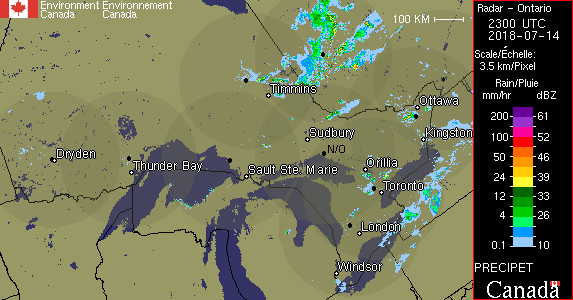 Environment Environnement
Canada Canada
100 KM
Timmins
Ottawa
Sudbury
Kingston
N/O
Dryden
Thunder Bay
Sault Ste. Marie
Orillia
Toronto
London
Windsor
Radar - Ontario
2300 UTC
2018-07-14
Scale/Échelle:
3.5 km/Pixel
Rain/Pluie
mm/hr dBZ
200 61
100 52
50 46
24 39
12 33
4 26
0.1 10
PRECIPET
Canada